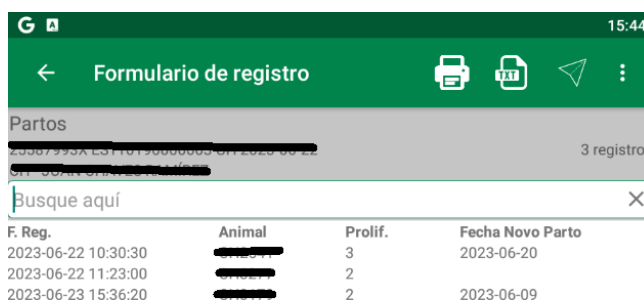 G A 15:44
Formulario de registro
TXT
Partos
3 registro
Busque aquí
F. Reg. Animal Prolif. Fecha Novo Parto
2023-06-22 10:30:30 3 2023-06-20
2023-06-22 11:23:00 2
2023-06-23 15:36:20 2 2023-06-09